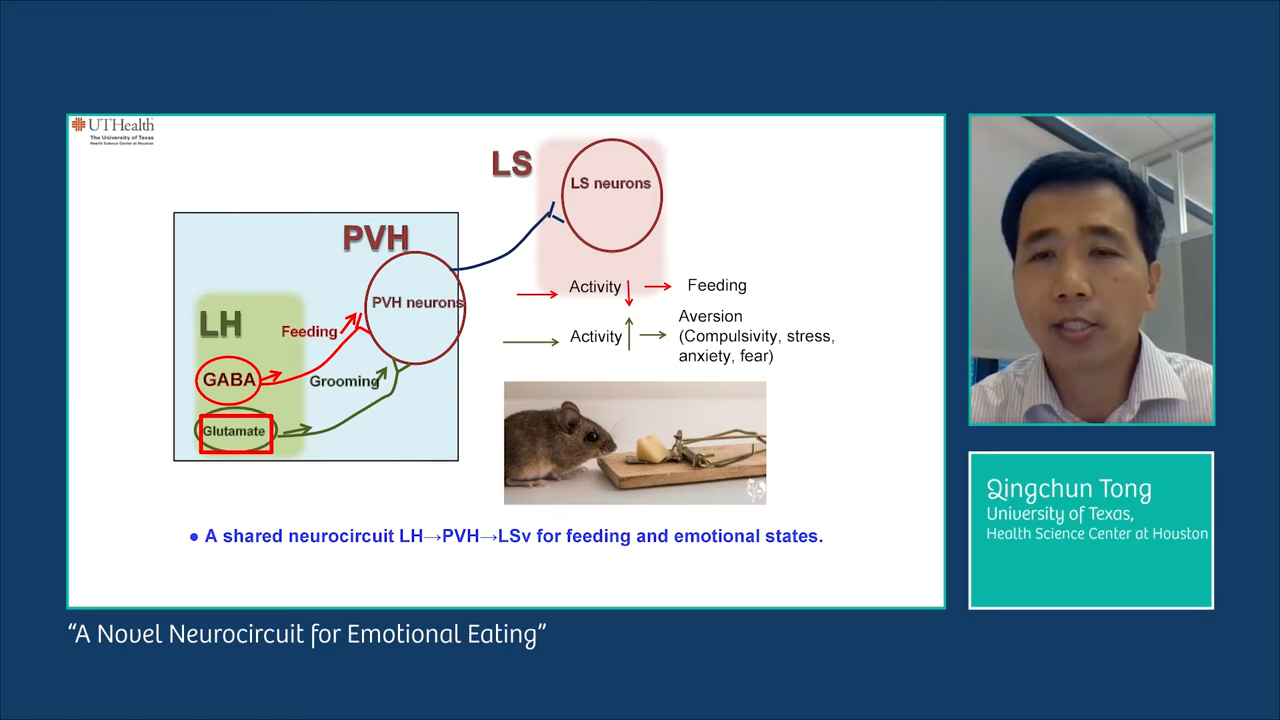 UTHealth
The University of Texas
Health Science Center at Houston
LS
LS neurons
PVH
PVH neurons
LH
Feeding
GABA
Grooming
Glutamate
Activity
Feeding
Activity
Aversion
(Compulsivity, stress,
anxiety, fear)
● A shared neurocircuit LH→PVH→LSv for feeding and emotional states.
Qingchun Tong
University of Texas,
Health Science Center at Houston
“A Novel Neurocircuit for Emotional Eating”